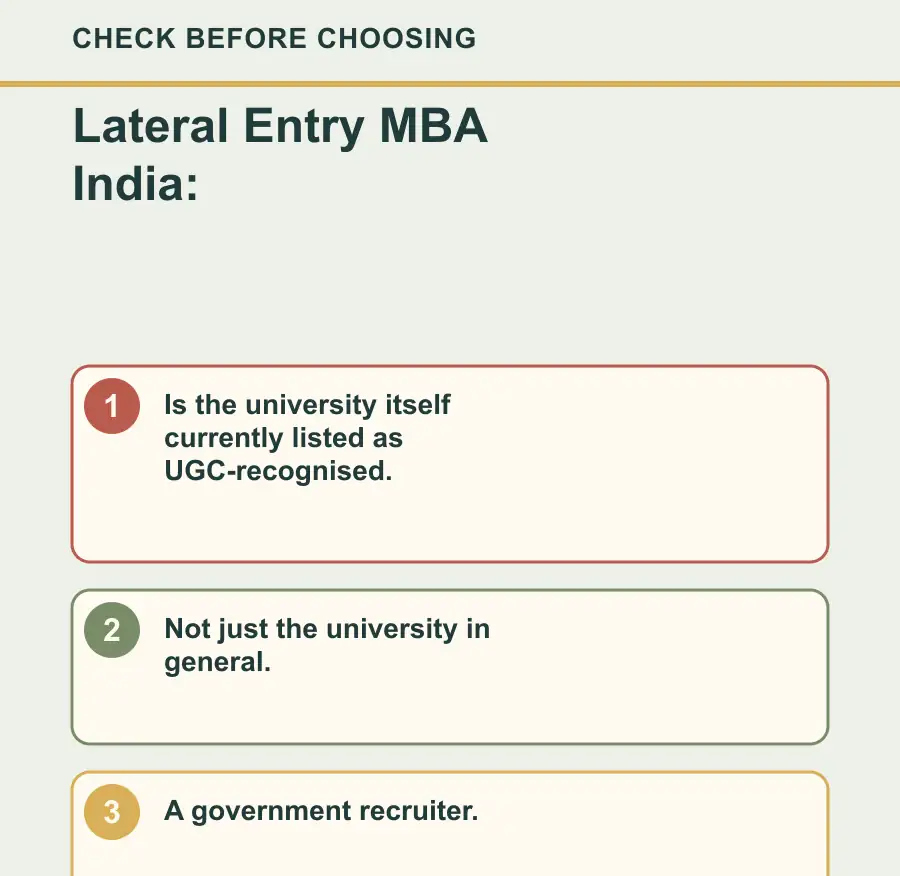 CHECK BEFORE CHOOSING
Lateral Entry MBA
India:
1
Is the university itself
currently listed as
UGC-recognised.
2
Not just the university in
general.
3
A government recruiter.